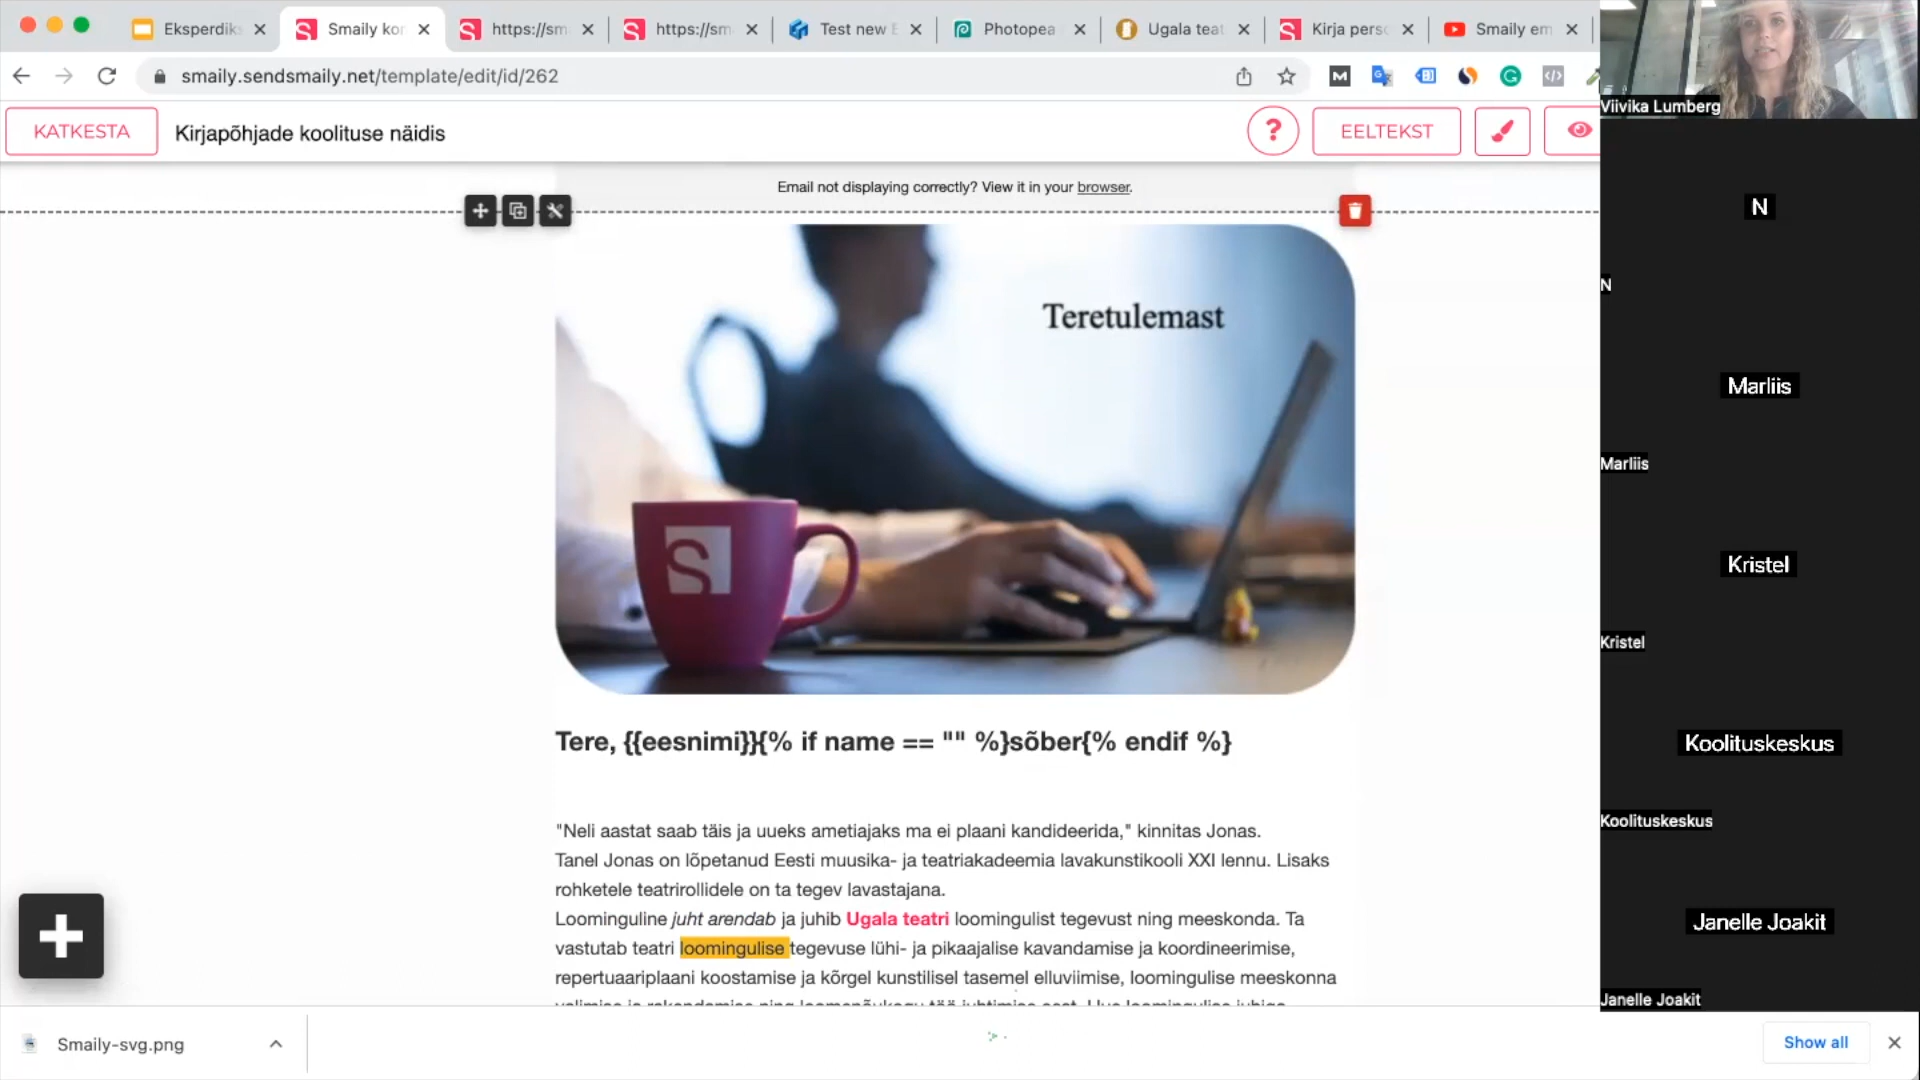 Eksperdik
Smaily kor
https://sm
https://sm
Test new E
Photopea
Ugala teat
Kirja perso
Smaily em
smaily.sendsmaily.net/template/edit/id/262
KATKESTA
Kirjapõhjade koolituse näidis
?
EELTEKST
Viivika Lumberg
Email not displaying correctly? View it in your browser.
Teretulemast
S
Tere, {{eesnimi}}{% if name == "" %}sõber{% endif %}
"Neli aastat saab täis ja uueks ametiajaks ma ei plaani kandideerida," kinnitas Jonas.
Tanel Jonas on lõpetanud Eesti muusika- ja teatriakadeemia lavakunstikooli XXI lennu. Lisaks
rohketele teatrirollidele on ta tegev lavastajana.
Loominguline juht arendab ja juhib Ugala teatri loomingulist tegevust ning meeskonda. Ta
vastutab teatri loomingulise tegevuse lühi- ja pikaajalise kavandamise ja koordineerimise,
repertuaariplaani koostamise ja kõrgel kunstilisel tasemel elluviimise, loomingulise meeskonna
N
N
Marliis
Marliis
Kristel
Kristel
Koolituskeskus
Koolituskeskus
Janelle Joakit
Janelle Joakit
Smaily-svg.png
Show all